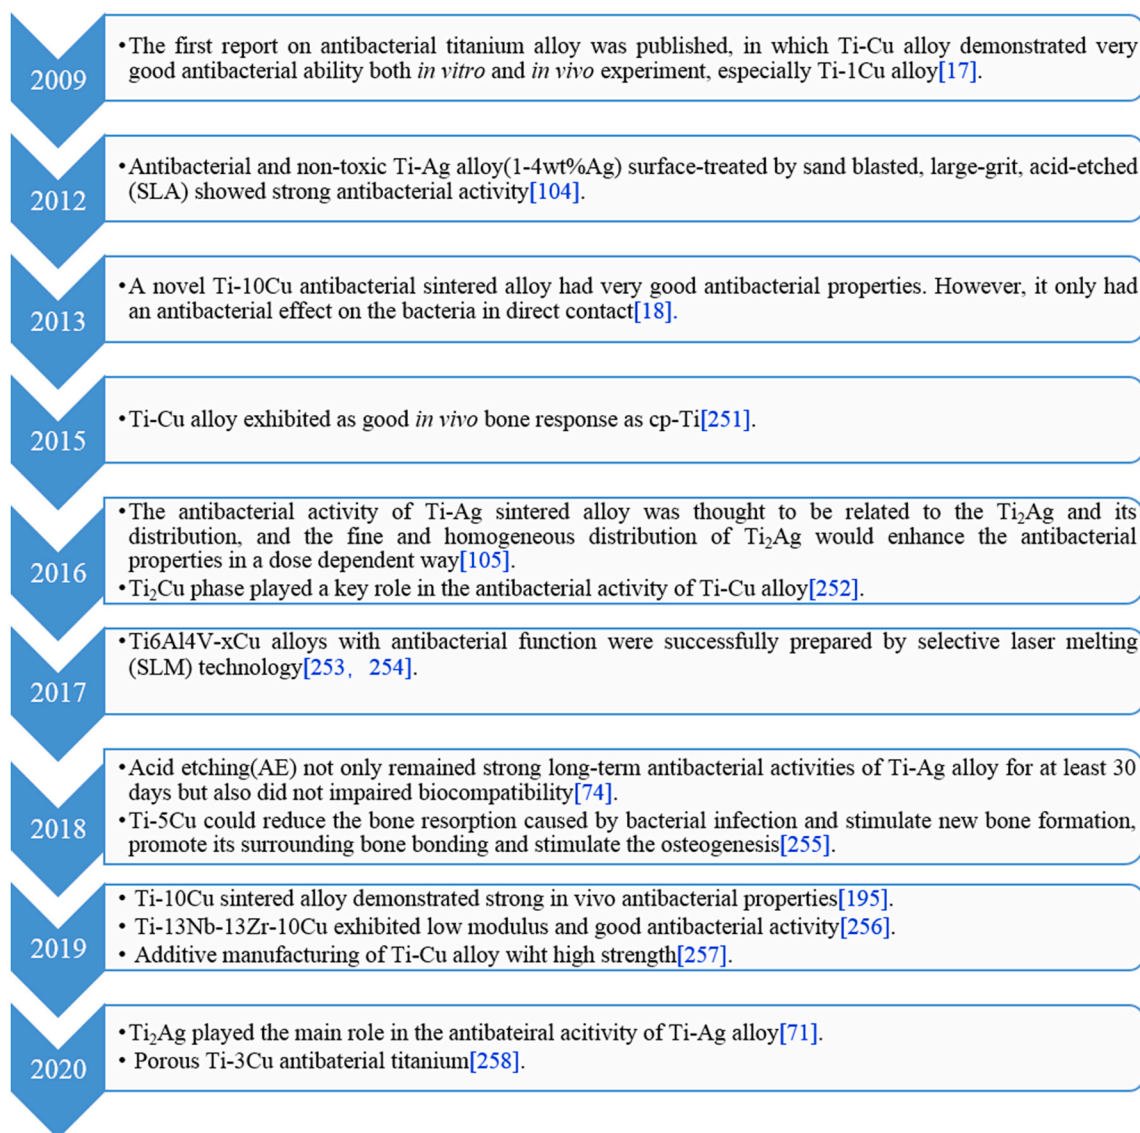 2009
•The first report on antibacterial titanium alloy was published, in which Ti-Cu alloy demonstrated very
good antibacterial ability both in vitro and in vivo experiment, especially Ti-1Cu alloy[17].
2012
•Antibacterial and non-toxic Ti-Ag alloy(1-4wt%Ag) surface-treated by sand blasted, large-grit, acid-etched
(SLA) showed strong antibacterial activity[104].
2013
•A novel Ti-10Cu antibacterial sintered alloy had very good antibacterial properties. However, it only had
an antibacterial effect on the bacteria in direct contact[18].
2015
•Ti-Cu alloy exhibited as good in vivo bone response as cp-Ti[251].
2016
•The antibacterial activity of Ti-Ag sintered alloy was thought to be related to the Ti₂Ag and its
distribution, and the fine and homogeneous distribution of Ti₂Ag would enhance the antibacterial
properties in a dose dependent way[105].
•Ti₂Cu phase played a key role in the antibacterial activity of Ti-Cu alloy[252].
2017
•Ti6Al4V-xCu alloys with antibacterial function were successfully prepared by selective laser melting
(SLM) technology[253, 254].
2018
•Acid etching(AE) not only remained strong long-term antibacterial activities of Ti-Ag alloy for at least 30
days but also did not impaired biocompatibility[74].
•Ti-5Cu could reduce the bone resorption caused by bacterial infection and stimulate new bone formation,
promote its surrounding bone bonding and stimulate the osteogenesis[255].
2019
• Ti-10Cu sintered alloy demonstrated strong in vivo antibacterial properties[195].
• Ti-13Nb-13Zr-10Cu exhibited low modulus and good antibacterial activity[256].
• Additive manufacturing of Ti-Cu alloy wiht high strength[257].
2020
•Ti₂Ag played the main role in the antibateiral acitivity of Ti-Ag alloy[71].
• Porous Ti-3Cu antibaterial titanium[258].